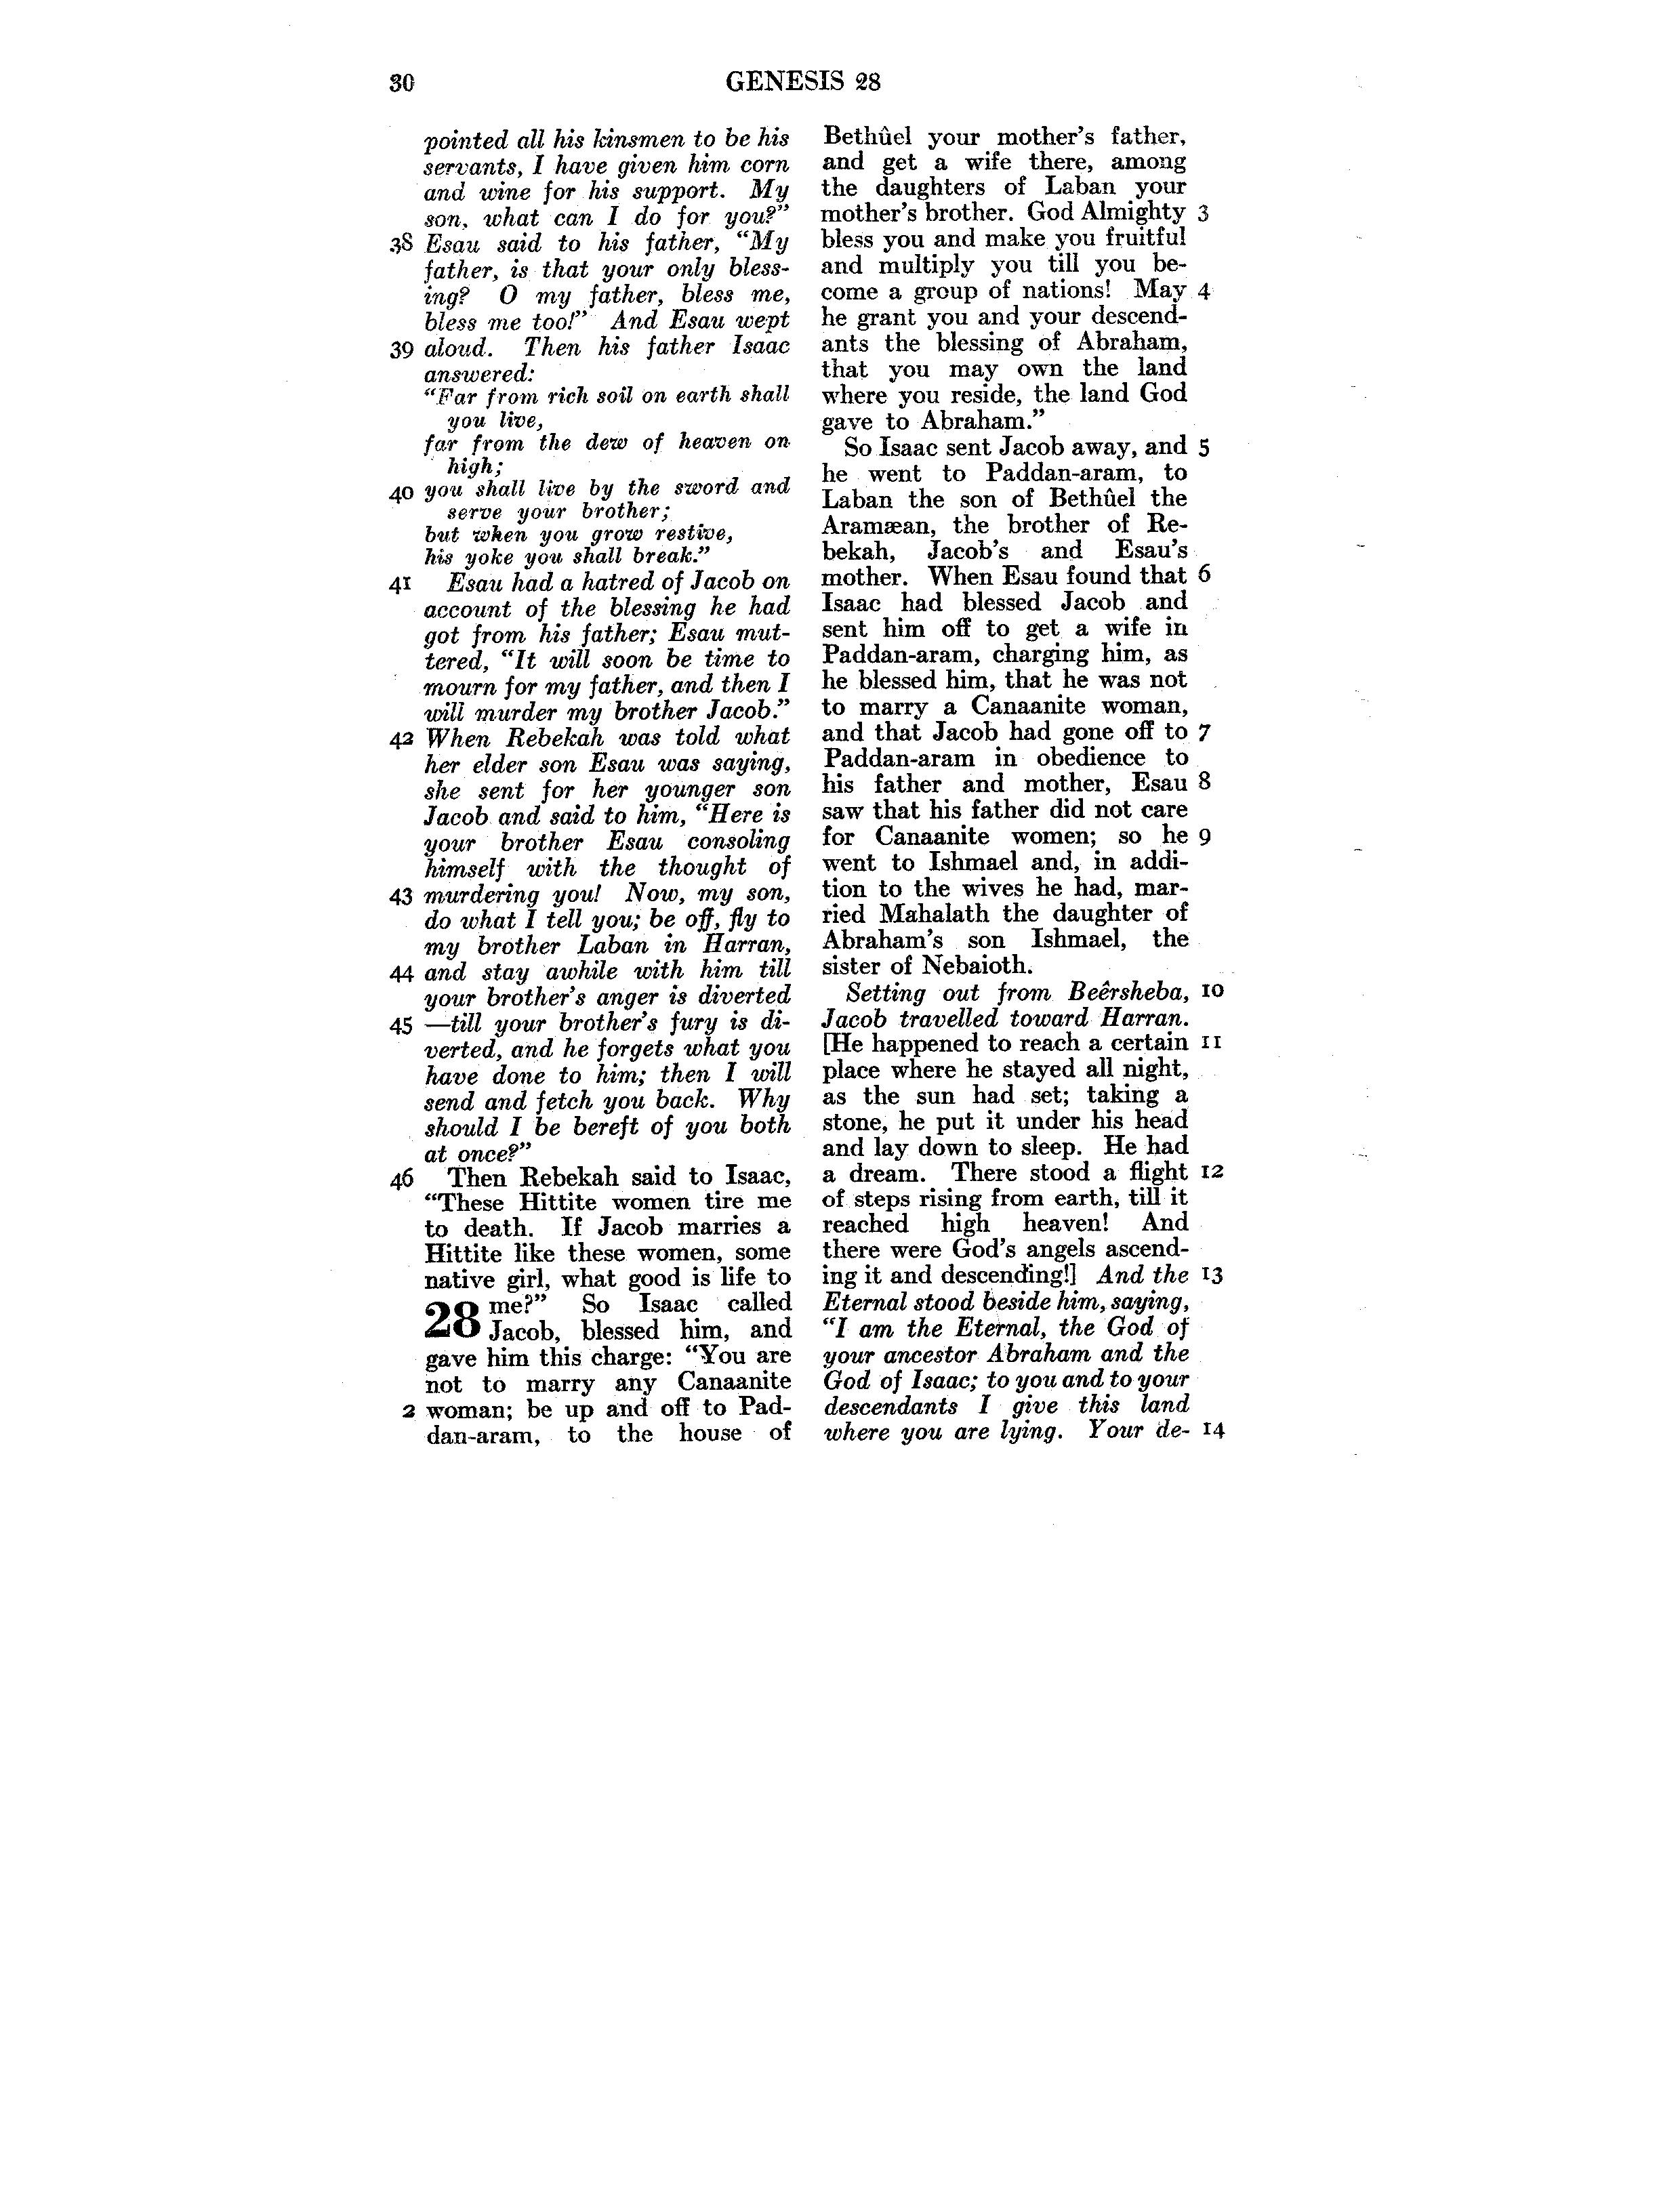 30 GENESIS 28
pointed all his kinsmen to be his
servants, I have given him corn
and wine for his support. My
son, what can I do for you?”
38 Esau said to his father, “My
father, is that your only bless-
ing? O my father, bless me,
bless me too!” And Esau wept
39 aloud. Then his father Isaac
answered:
“Far from rich soil on earth shall
you live,
far from the dew of heaven on
high;
40 you shall live by the sword and
serve your brother;
but when you grow restive,
his yoke you shall break.”
41 Esau had a hatred of Jacob on
account of the blessing he had
got from his father; Esau mut-
tered, “It will soon be time to
mourn for my father, and then I
will murder my brother Jacob.”
42 When Rebekah was told what
her elder son Esau was saying,
she sent for her younger son
Jacob and said to him, “Here is
your brother Esau consoling
himself with the thought of
43 murdering you! Now, my son,
do what I tell you; be off, fly to
my brother Laban in Harran,
44 and stay awhile with him till
your brother’s anger is diverted
45 —till your brother’s fury is di-
verted, and he forgets what you
have done to him; then I will
send and fetch you back. Why
should I be bereft of you both
at once?”
46 Then Rebekah said to Isaac,
“These Hittite women tire me
to death. If Jacob marries a
Hittite like these women, some
native girl, what good is life to
28 me?” So Isaac called
Jacob, blessed him, and
gave him this charge: “You are
not to marry any Canaanite
2 woman; be up and off to Pad-
dan-aram, to the house of
Bethûel your mother’s father,
and get a wife there, among
the daughters of Laban your
mother’s brother. God Almighty 3
bless you and make you fruitful
and multiply you till you be-
come a group of nations! May 4
he grant you and your descend-
ants the blessing of Abraham,
that you may own the land
where you reside, the land God
gave to Abraham.”
So Isaac sent Jacob away, and 5
he went to Paddan-aram, to
Laban the son of Bethûel the
Aramæan, the brother of Re-
bekah, Jacob’s and Esau’s
mother. When Esau found that 6
Isaac had blessed Jacob and
sent him off to get a wife in
Paddan-aram, charging him, as
he blessed him, that he was not
to marry a Canaanite woman,
and that Jacob had gone off to 7
Paddan-aram in obedience to
his father and mother, Esau 8
saw that his father did not care
for Canaanite women; so he 9
went to Ishmael and, in addi-
tion to the wives he had, mar-
ried Mahalath the daughter of
Abraham’s son Ishmael, the
sister of Nebaioth.
Setting out from Beêrsheba, 10
Jacob travelled toward Harran.
[He happened to reach a certain 11
place where he stayed all night,
as the sun had set; taking a
stone, he put it under his head
and lay down to sleep. He had
a dream. There stood a flight 12
of steps rising from earth, till it
reached high heaven! And
there were God’s angels ascend-
ing it and descending!] And the 13
Eternal stood beside him, saying,
“I am the Eternal, the God of
your ancestor Abraham and the
God of Isaac; to you and to your
descendants I give this land
where you are lying. Your de- 14